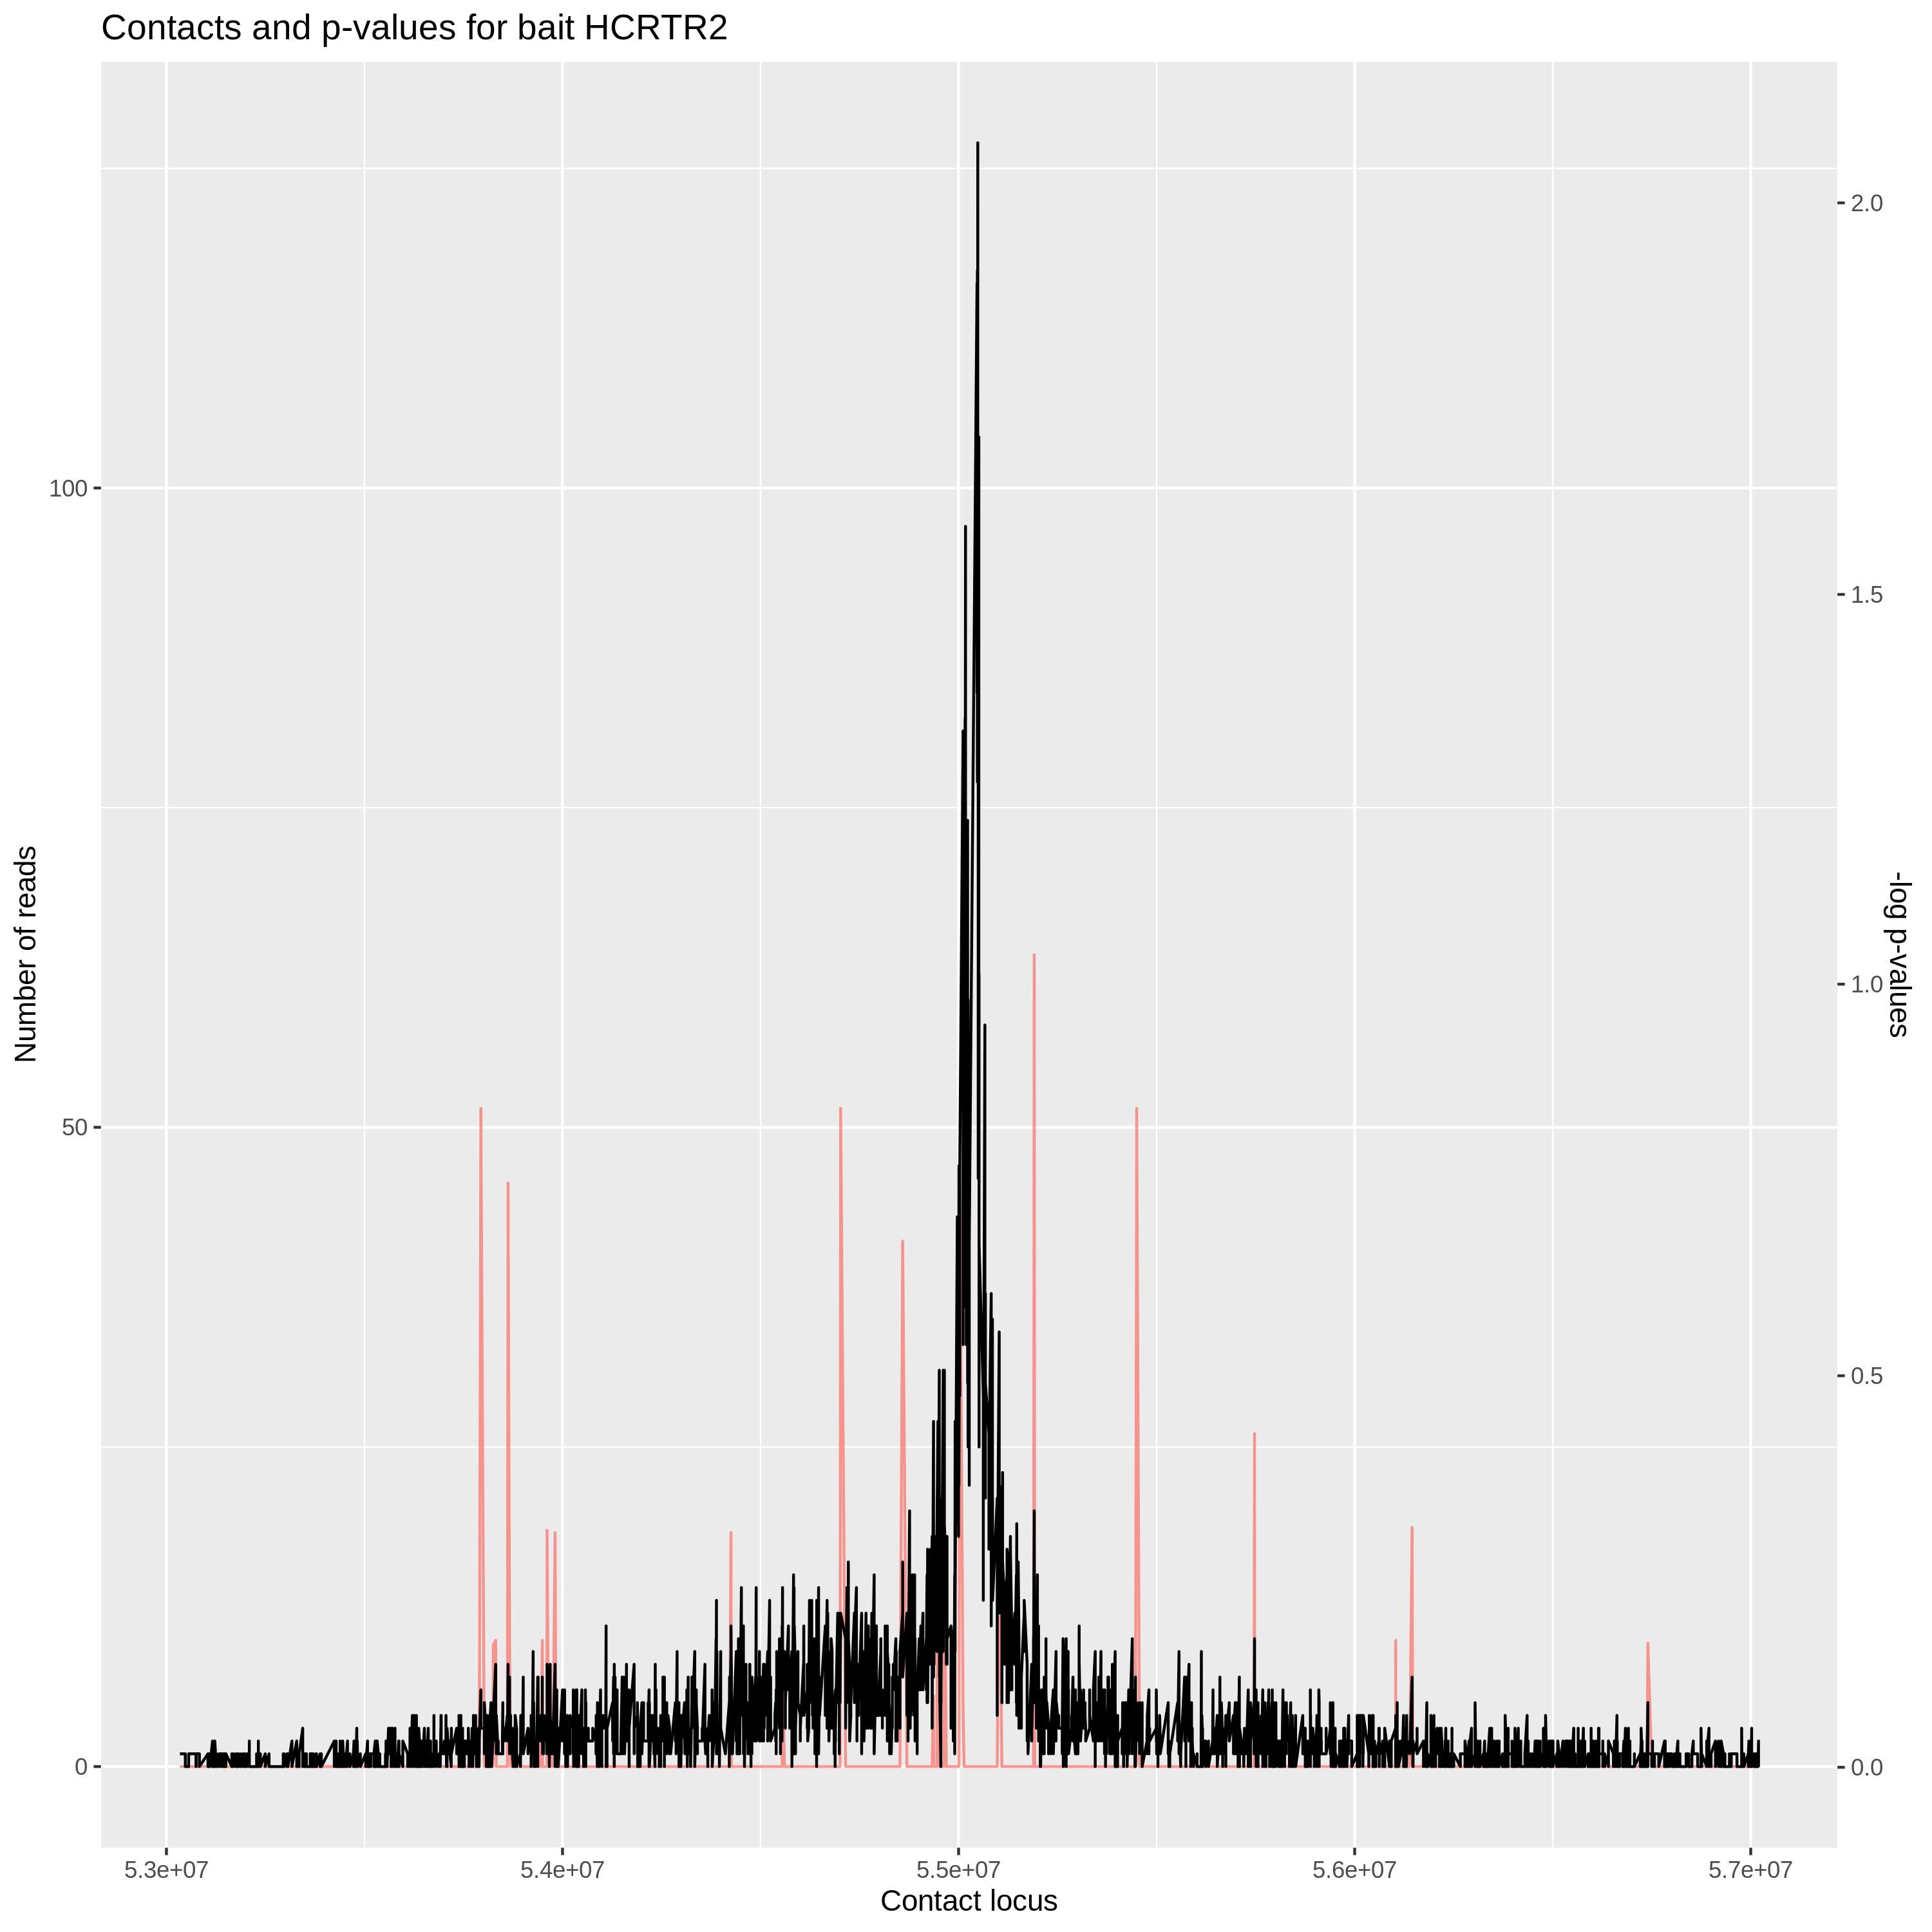 Contacts and p-values for bait HCRTR2
Number of reads
100
50
0
2.0
1.5
1.0
0.5
0.0
-log p-values
5.3e+07
5.4e+07
5.5e+07
5.6e+07
5.7e+07
Contact locus